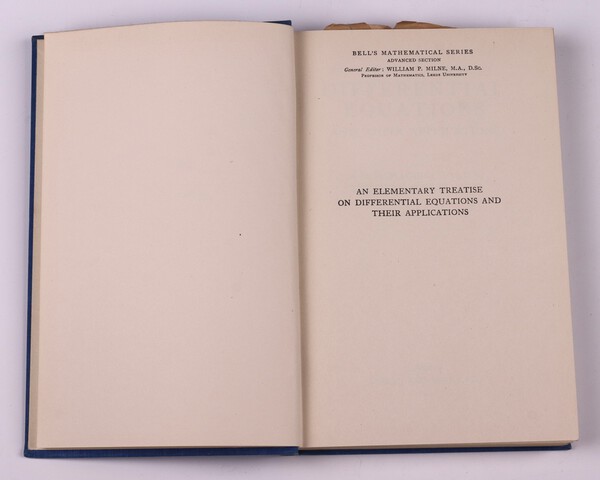 BELL'S MATHEMATICAL SERIES
ADVANCED SECTION
General Editor: WILLIAM P. MILNE, M.A., D.Sc.
Professor of Mathematics, Leeds University
AN ELEMENTARY TREATISE
ON DIFFERENTIAL EQUATIONS AND
THEIR APPLICATIONS